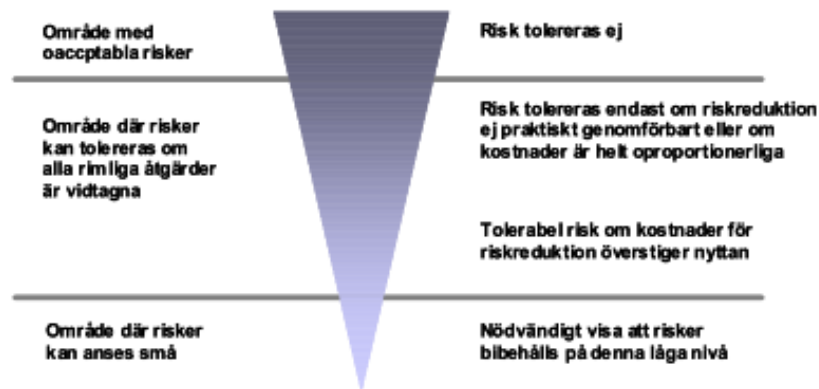 Område med
oaccptabla risker
Risk tolereras ej
Område där risker
kan tolereras om
alla rimliga åtgärder
är vidtagna
Risk tolereras endast om riskreduktion
ej praktiskt genomförbart eller om
kostnader är helt oproportionerliga
Tolerabel risk om kostnader för
riskreduktion överstiger nyttan
Område där risker
kan anses små
Nödvändigt visa att risker
bibehålls på denna låga nivå